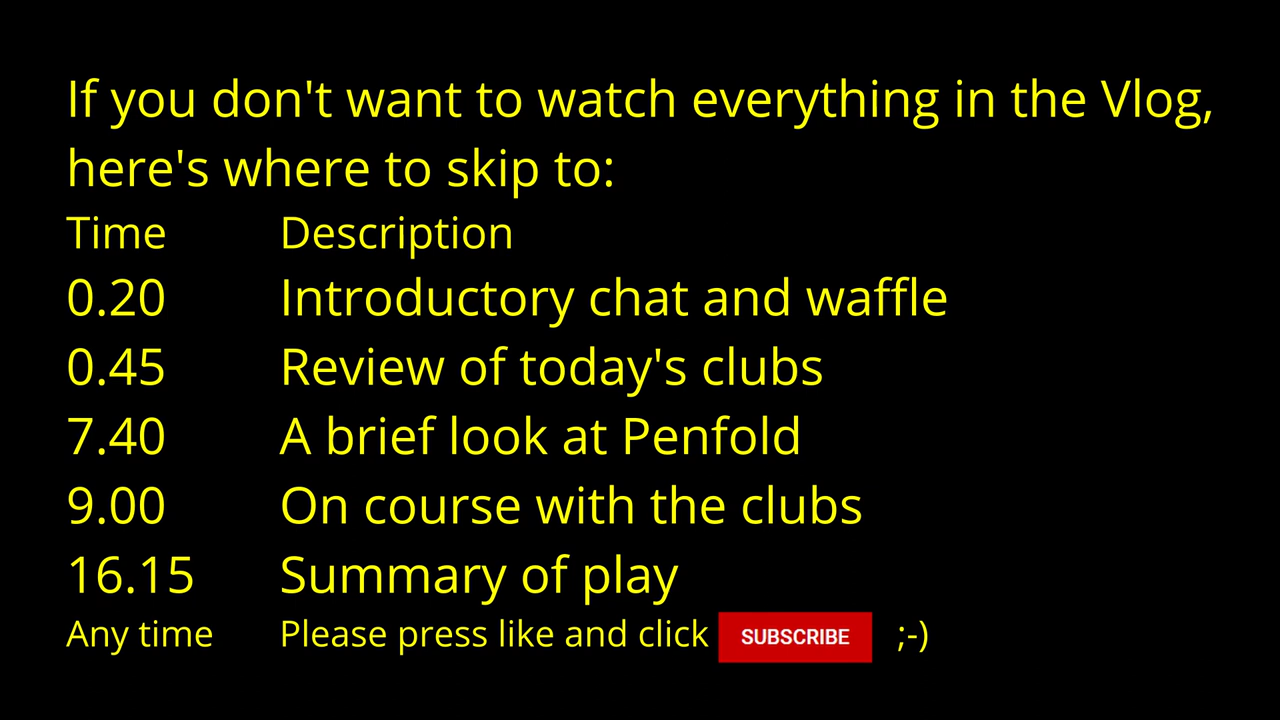 If you don't want to watch everything in the Vlog,
here's where to skip to:
Time Description
0.20 Introductory chat and waffle
0.45 Review of today's clubs
7.40 A brief look at Penfold
9.00 On course with the clubs
16.15 Summary of play
Any time Please press like and click SUBSCRIBE ;-)